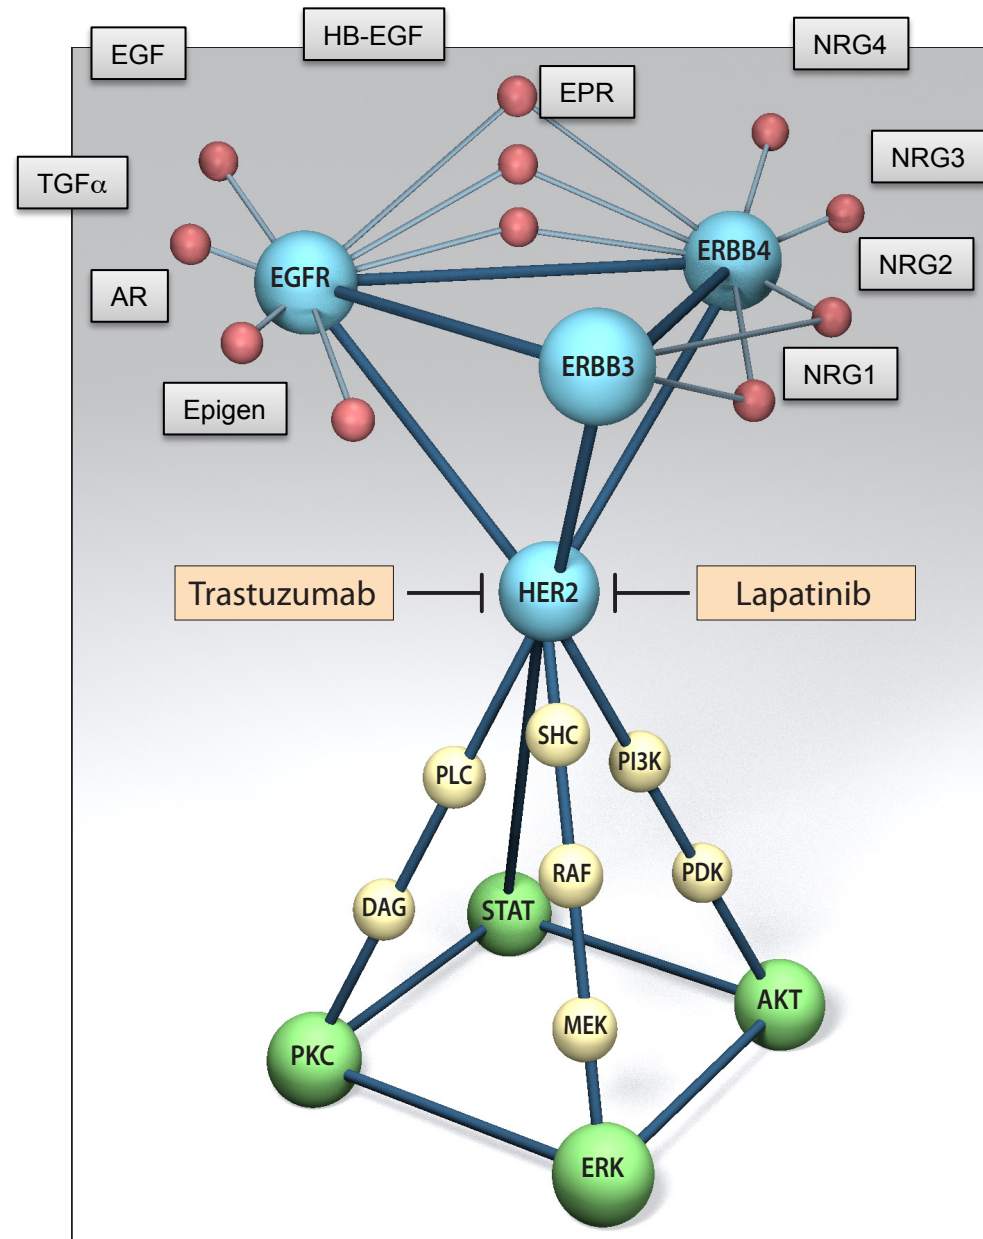 HB-EGF
NRG4
EGF
EPR
NRG3
TGFα
ERBB4
NRG2
EGFR
AR
ERBB3
NRG1
Epigen
Trastuzumab
HER2
Lapatinib
SHC
PI3K
PLC
RAF
PDK
DAG
STAT
AKT
MEK
PKC
ERK